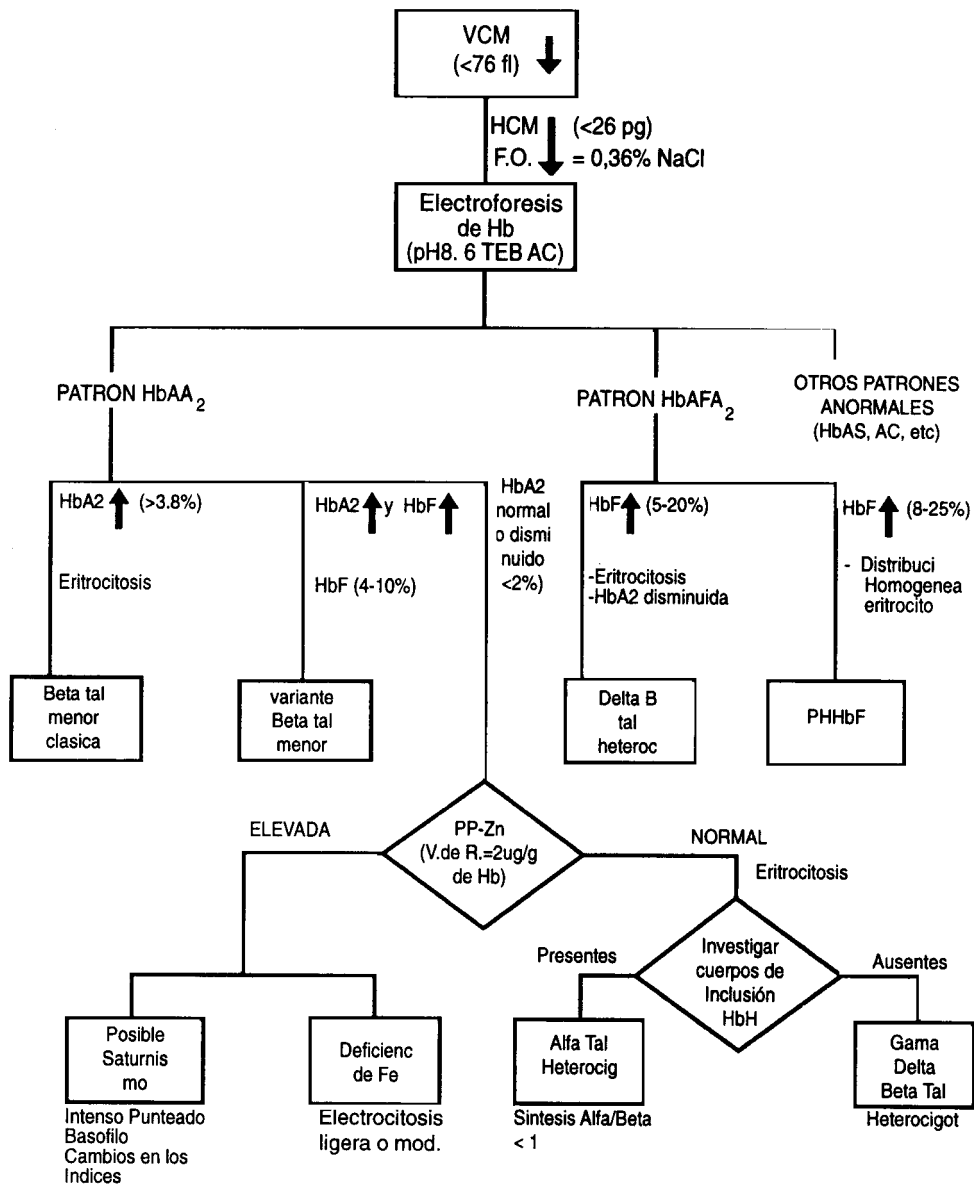 VCM
(<76 fl)
HCM (<26 pg)
F.O. = 0,36% NaCl
Electroforesis
de Hb
(pH8. 6 TEB AC)
PATRON HbAA2
PATRON HbAFA2
OTROS PATRONES
ANORMALES
(HbAS, AC, etc)
HbA2 (>3.8%)
Eritrocitosis
HbA2 y HbF
HbF (4-10%)
HbA2
normal
o dismi
nuido
<2%)
HbF (5-20%)
-Eritrocitosis
-HbA2 disminuida
HbF (8-25%)
- Distribuci
Homogenea
eritrocito
Beta tal
menor
clasica
variante
Beta tal
menor
Delta B
tal
heteroc
PHHbF
ELEVADA
PP-Zn
(V.de R.=2ug/g
de Hb)
NORMAL
Eritrocitosis
Presentes
Investigar
cuerpos de
Inclusión
HbH
Ausentes
Posible
Saturnis
mo
Intenso Punteado
Basofilo
Cambios en los
Indices
Deficienc
de Fe
Electrocitosis
ligera o mod.
Alfa Tal
Heterocig
Sintesis Alfa/Beta
< 1
Gama
Delta
Beta Tal
Heterocigot